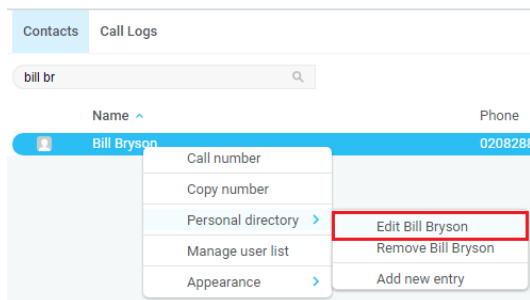 Contacts Call Logs
bill br
Name Phone
Bill Bryson 0208288
Call number
Copy number
Personal directory
Manage user list
Appearance
Edit Bill Bryson
Remove Bill Bryson
Add new entry